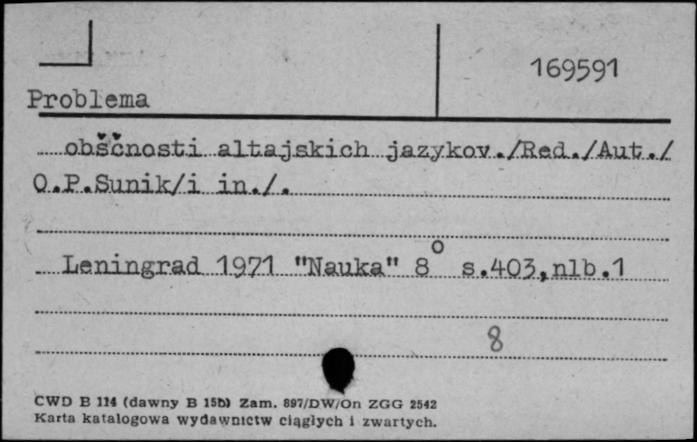 169591
Problema
obščnosti altajskich jazykov./Red./Aut./
O.P.Sunik/i in./.
Leningrad 1971 "Nauka" 8° s.403,nlb.1
8
CWD B 114 (dawny B 15b) Zam. 897/DW/On ZGG 2542
Karta katalogowa wydawnictw ciągłych i zwartych.